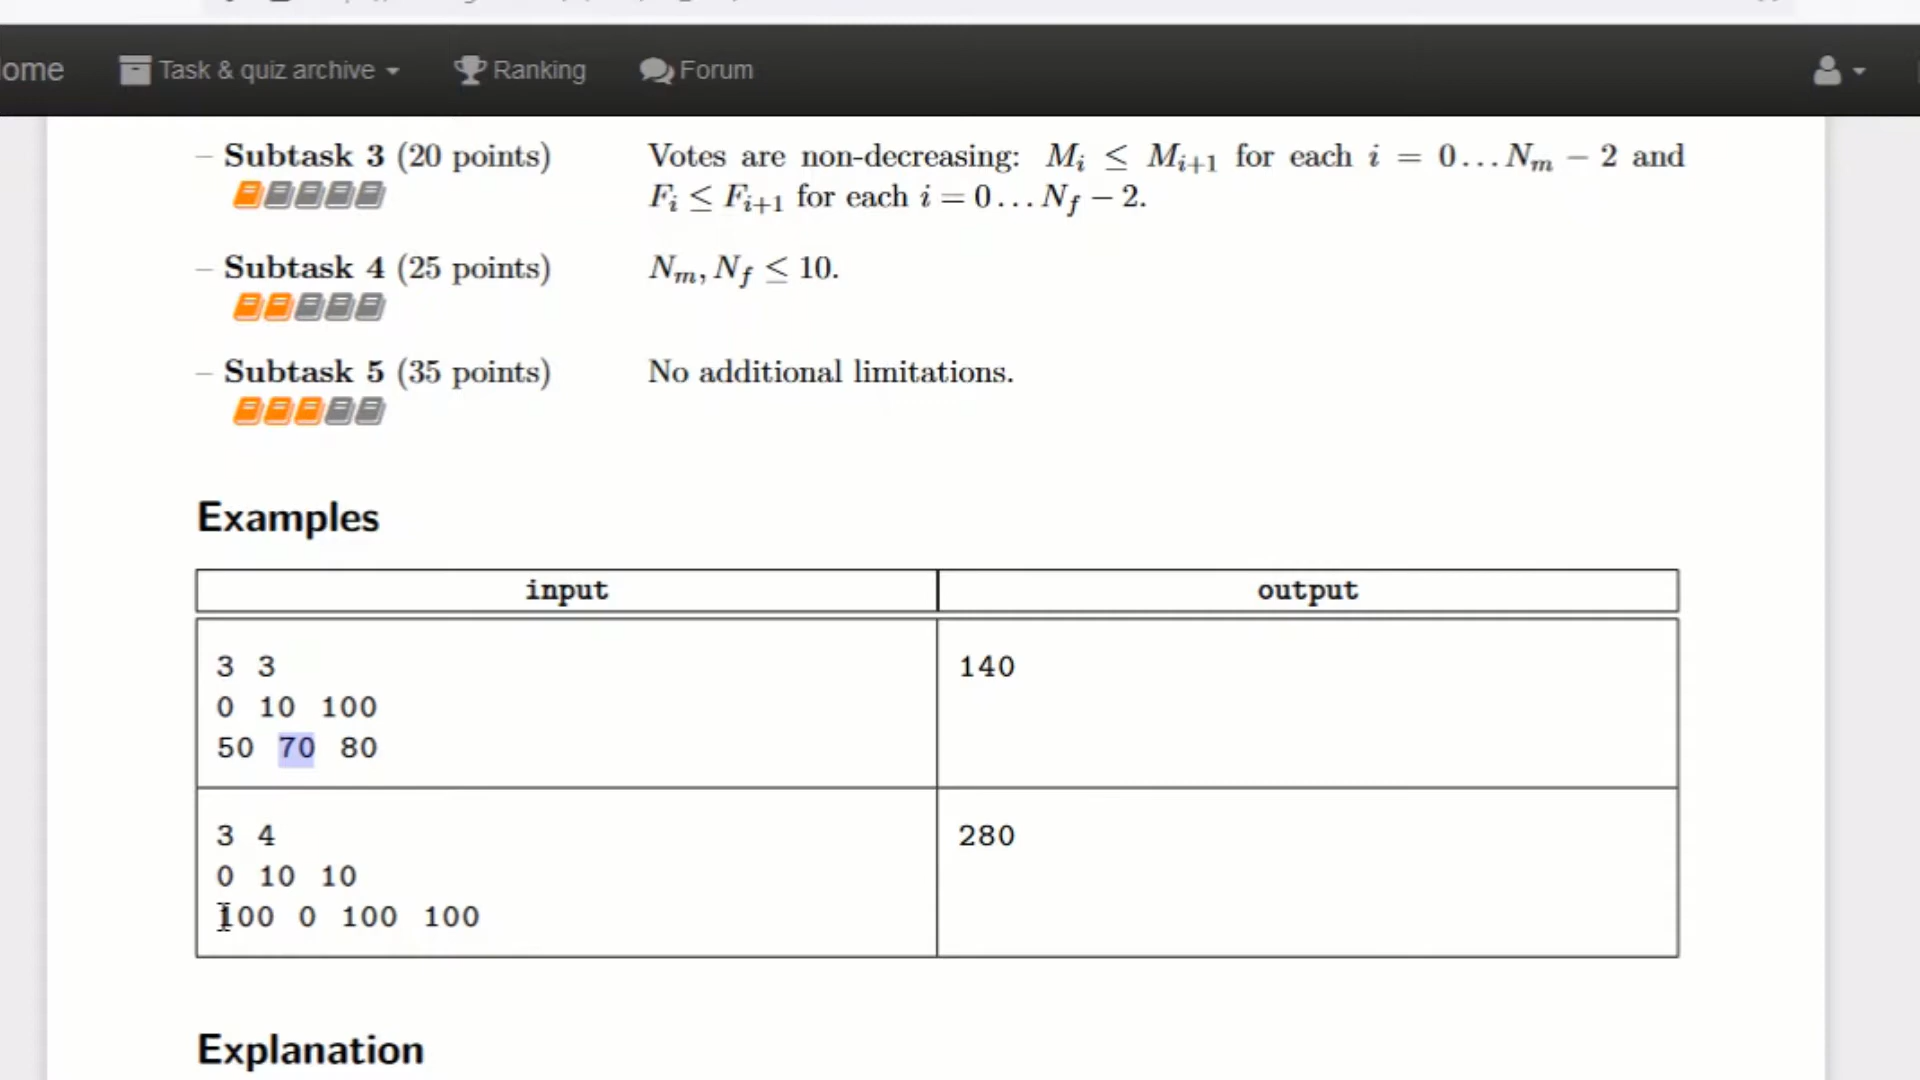 ome Task & quiz archive Ranking Forum
– Subtask 3 (20 points) Votes are non-decreasing: Mᵢ ≤ Mᵢ₊₁ for each i = 0…Nₘ − 2 and
Fᵢ ≤ Fᵢ₊₁ for each i = 0…N_f − 2.
– Subtask 4 (25 points) Nₘ, N_f ≤ 10.
– Subtask 5 (35 points) No additional limitations.
Examples
input output
3 3 140
0 10 100
50 70 80
3 4 280
0 10 10
100 0 100 100
Explanation